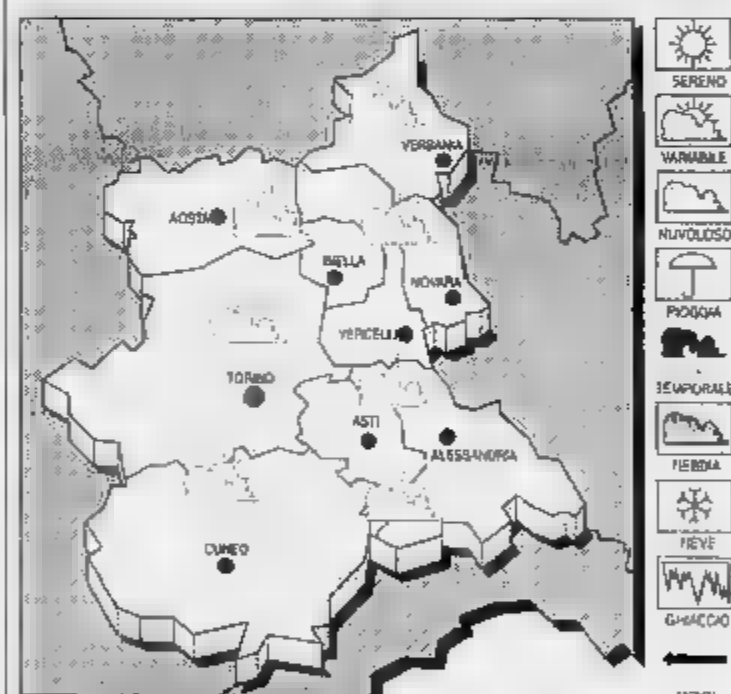 VERBANIA
AOSTA
BIELLA
NOVARA
VERCELLI
TORINO
ASTI
ALESSANDRIA
CUNEO
SERENO
VARIABILE
NUVOLOSO
PIOGGIA
TEMPORALE
NEBBIA
NEVE
GHIACCIO